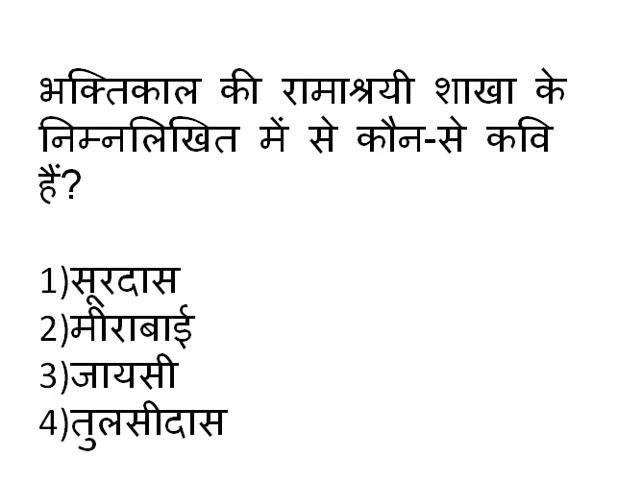 भक्तिकाल की रामाश्रयी शाखा के
निम्नलिखित में से कौन-से कवि
हैं?
1)सूरदास
2)मीराबाई
3)जायसी
4)तुलसीदास